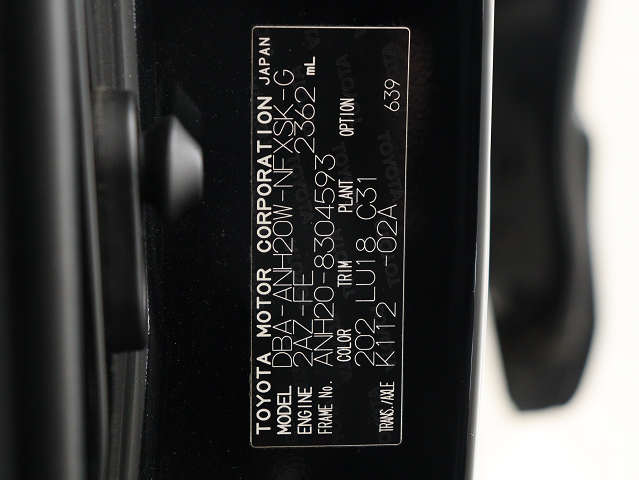 TOYOTA MOTOR CORPORATION JAPAN
MODEL DBA-ANH20W-NFXSK-G
ENGINE 2AZ-FE 2362 mL
FRAME No. ANH20-8304593
COLOR TRIM PLANT OPTION
202 LU18 C31 639
TRANS./AXLE K112 -02A